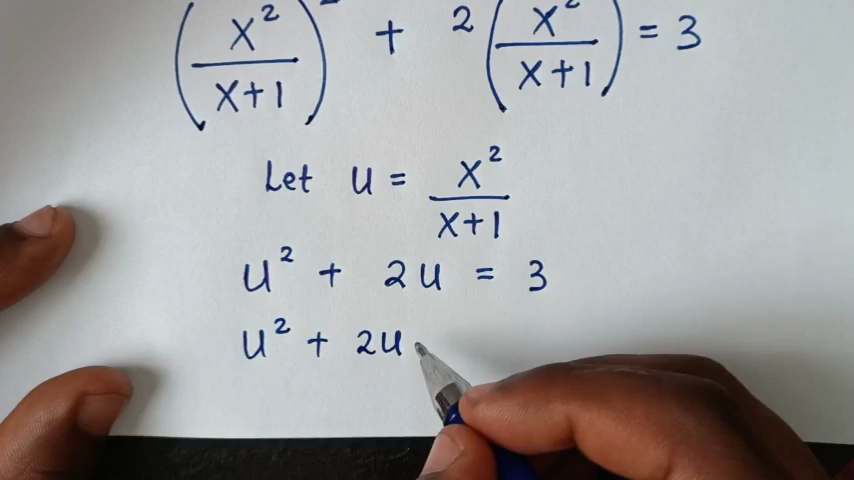 (x²/(x+1))² + 2(x²/(x+1)) = 3
Let u = x²/(x+1)
u² + 2u = 3
u² + 2u